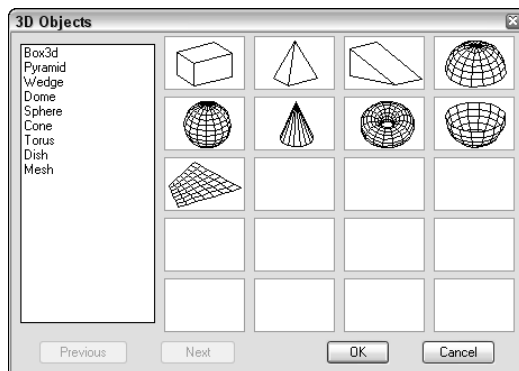 3D Objects
Box3d
Pyramid
Wedge
Dome
Sphere
Cone
Torus
Dish
Mesh
Previous
Next
OK
Cancel